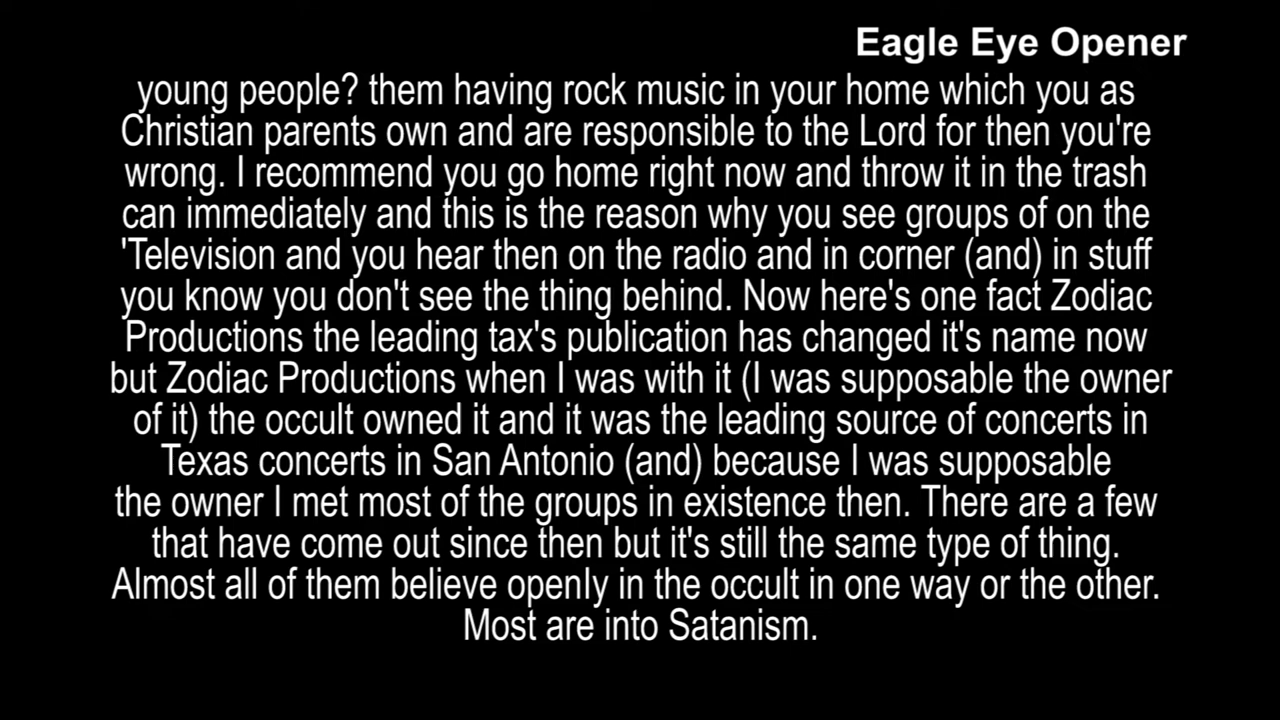 Eagle Eye Opener
young people? them having rock music in your home which you as
Christian parents own and are responsible to the Lord for then you're
wrong. I recommend you go home right now and throw it in the trash
can immediately and this is the reason why you see groups of on the
'Television and you hear then on the radio and in corner (and) in stuff
you know you don't see the thing behind. Now here's one fact Zodiac
Productions the leading tax's publication has changed it's name now
but Zodiac Productions when I was with it (I was supposable the owner
of it) the occult owned it and it was the leading source of concerts in
Texas concerts in San Antonio (and) because I was supposable
the owner I met most of the groups in existence then. There are a few
that have come out since then but it's still the same type of thing.
Almost all of them believe openly in the occult in one way or the other.
Most are into Satanism.